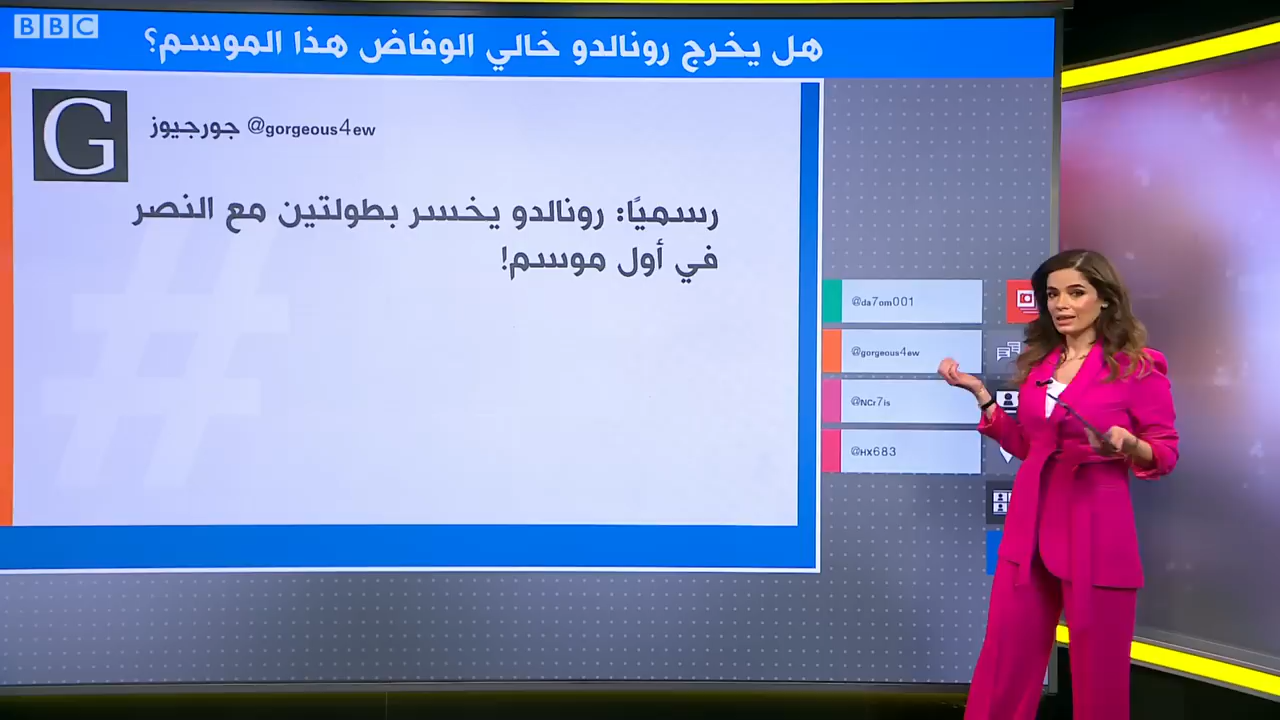 BBC
هل يخرج رونالدو خالي الوفاض هذا الموسم؟
G
جورجيوز @gorgeous4ew
رسميًا: رونالدو يخسر بطولتين مع النصر
في أول موسم!
#
@da7om001
@gorgeous4ew
@NCr7is
@HX683